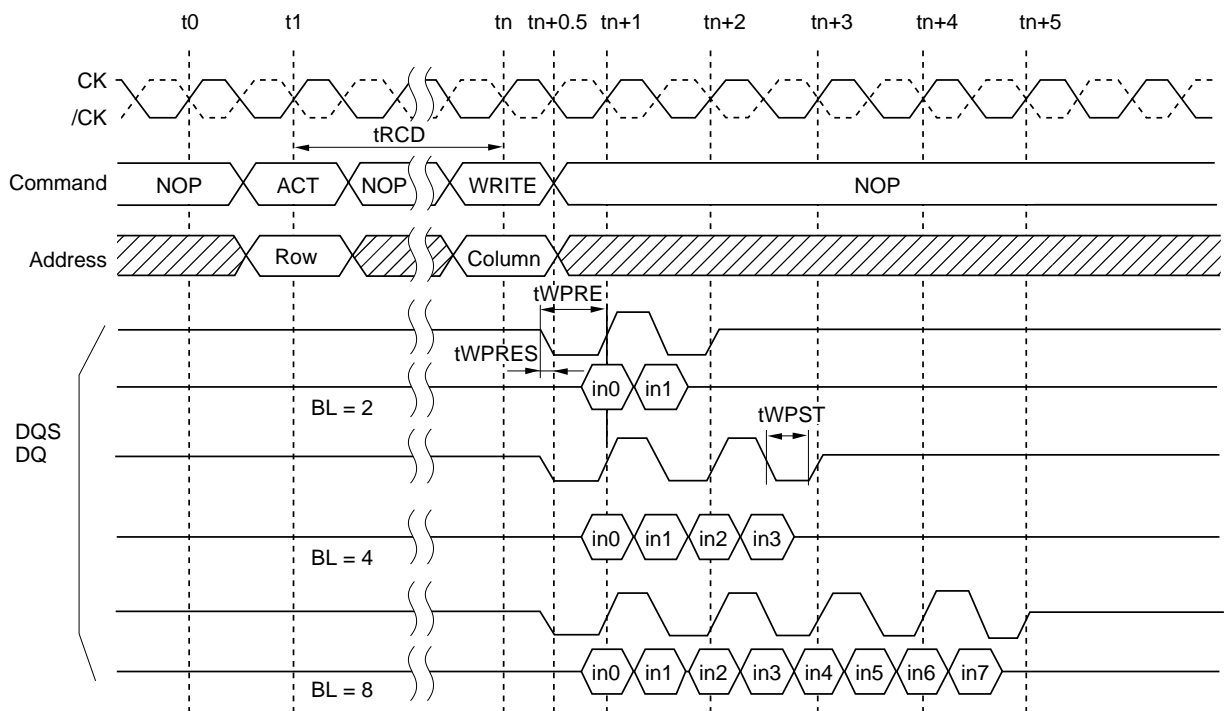 t0 t1 tn tn+0.5 tn+1 tn+2 tn+3 tn+4 tn+5
CK
/CK
tRCD
Command NOP ACT NOP WRITE NOP
Address Row Column
tWPRE
tWPRES
in0 in1
BL = 2
tWPST
DQS
DQ
in0 in1 in2 in3
BL = 4
in0 in1 in2 in3 in4 in5 in6 in7
BL = 8